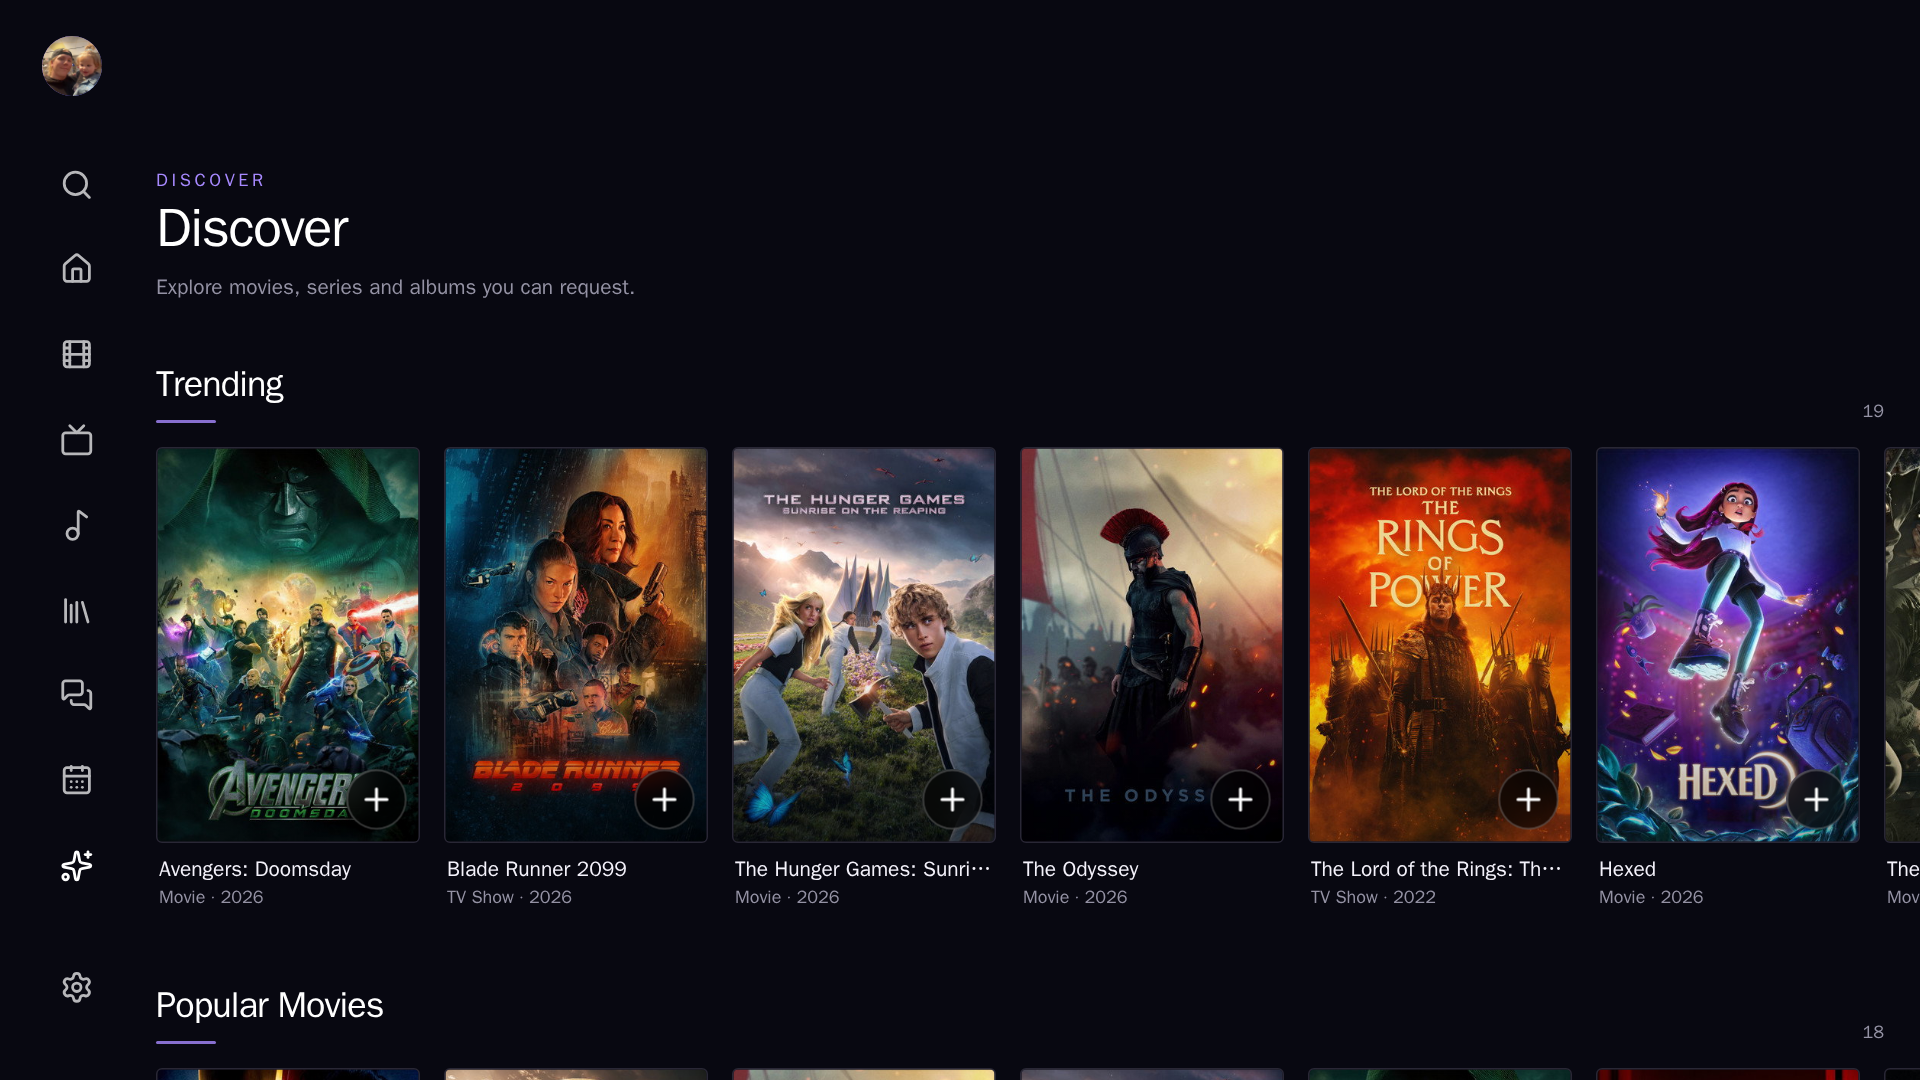 DISCOVER
Discover
Explore movies, series and albums you can request.
Trending
19
THE HUNGER GAMES
SUNRISE ON THE REAPING
THE LORD OF THE RINGS
THE
RINGS
OF
POWER
BLADE RUNNER
HEXED
THE ODYSS
AVENGER
DOOMSDA
Avengers: Doomsday
Movie · 2026
Blade Runner 2099
TV Show · 2026
The Hunger Games: Sunri···
Movie · 2026
The Odyssey
Movie · 2026
The Lord of the Rings: Th···
TV Show · 2022
Hexed
Movie · 2026
The
Mov
Popular Movies
18